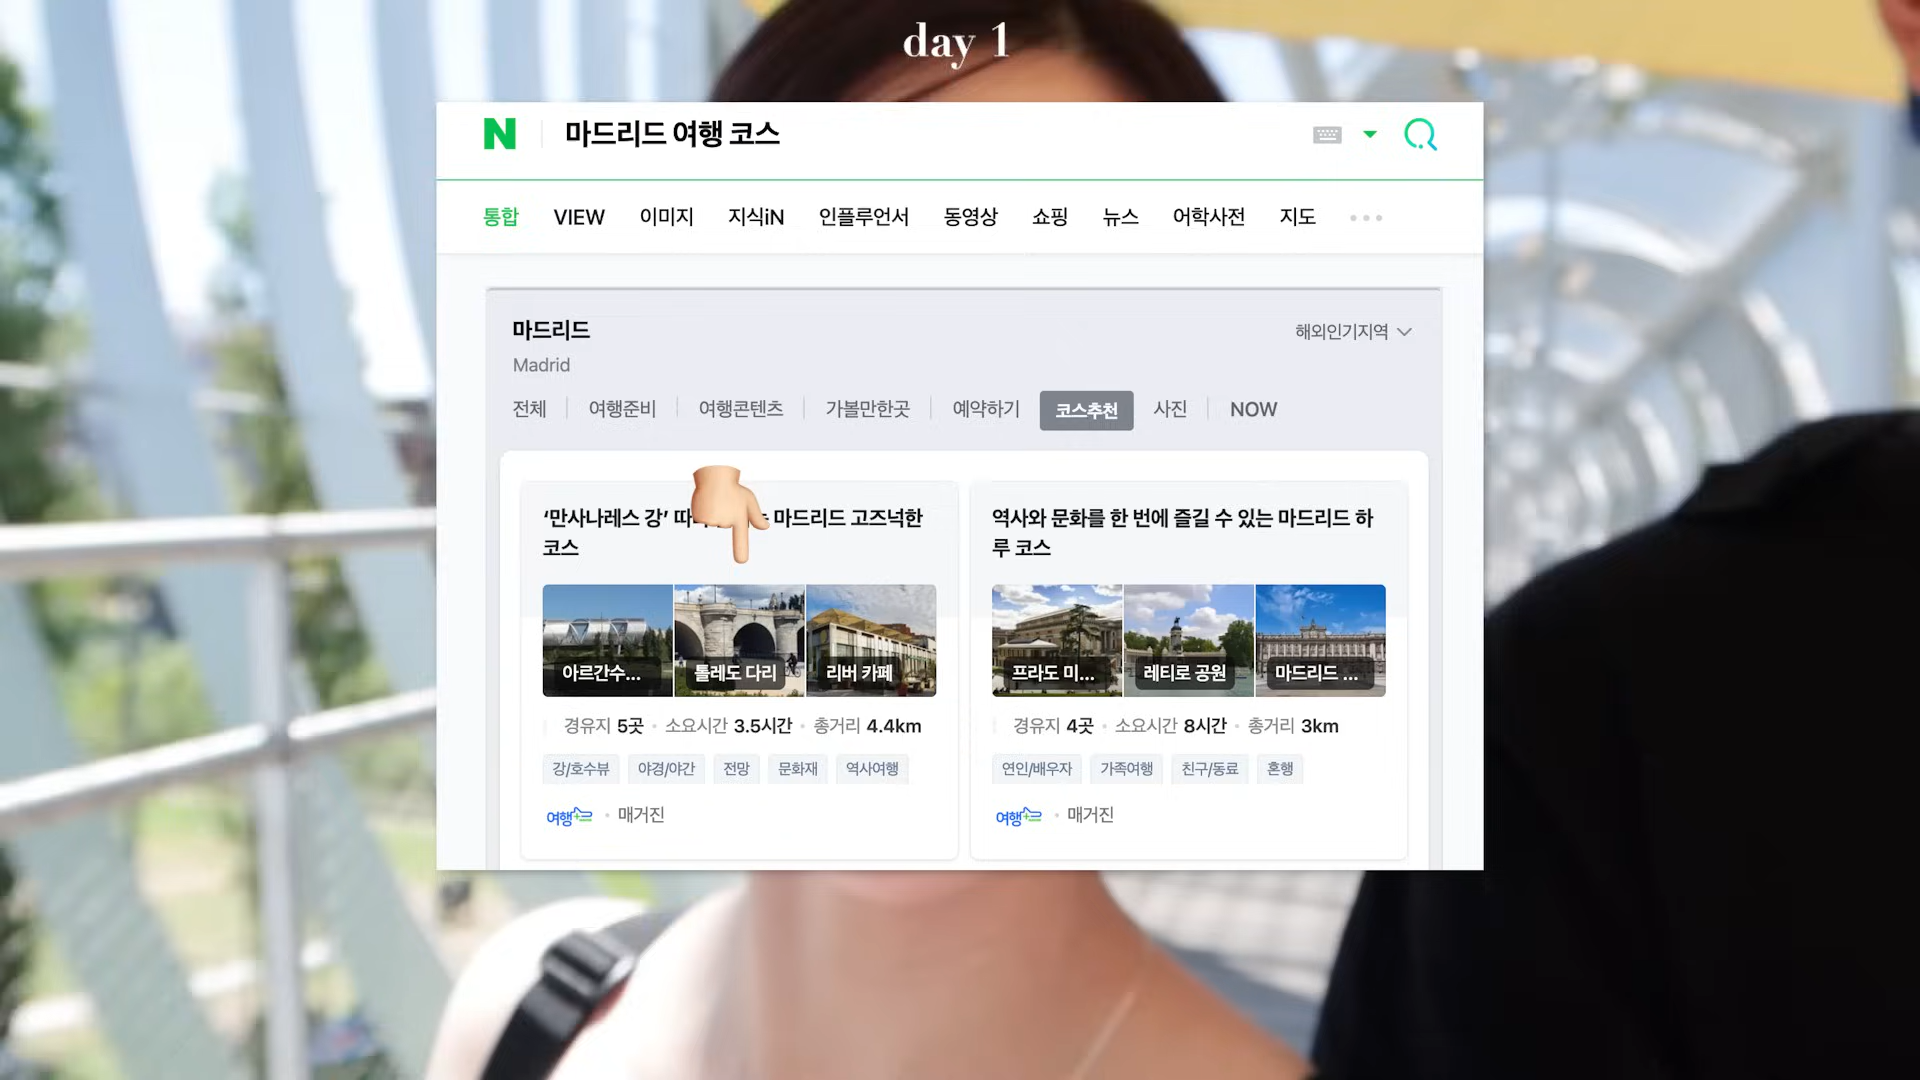 day 1
N 마드리드 여행 코스
통합 VIEW 이미지 지식iN 인플루언서 동영상 쇼핑 뉴스 어학사전 지도
마드리드
해외인기지역
Madrid
전체 여행준비 여행콘텐츠 가볼만한곳 예약하기 코스추천 사진 NOW
‘만사나레스 강’ 마드리드 고즈넉한
코스
아르간수... 톨레도 다리 리버 카페
경유지 5곳 · 소요시간 3.5시간 · 총거리 4.4km
강/호수뷰 야경/야간 전망 문화재 역사여행
여행 · 매거진
역사와 문화를 한 번에 즐길 수 있는 마드리드 하
루 코스
프라도 미... 레티로 공원 마드리드 ...
경유지 4곳 · 소요시간 8시간 · 총거리 3km
연인/배우자 가족여행 친구/동료 혼행
여행 · 매거진